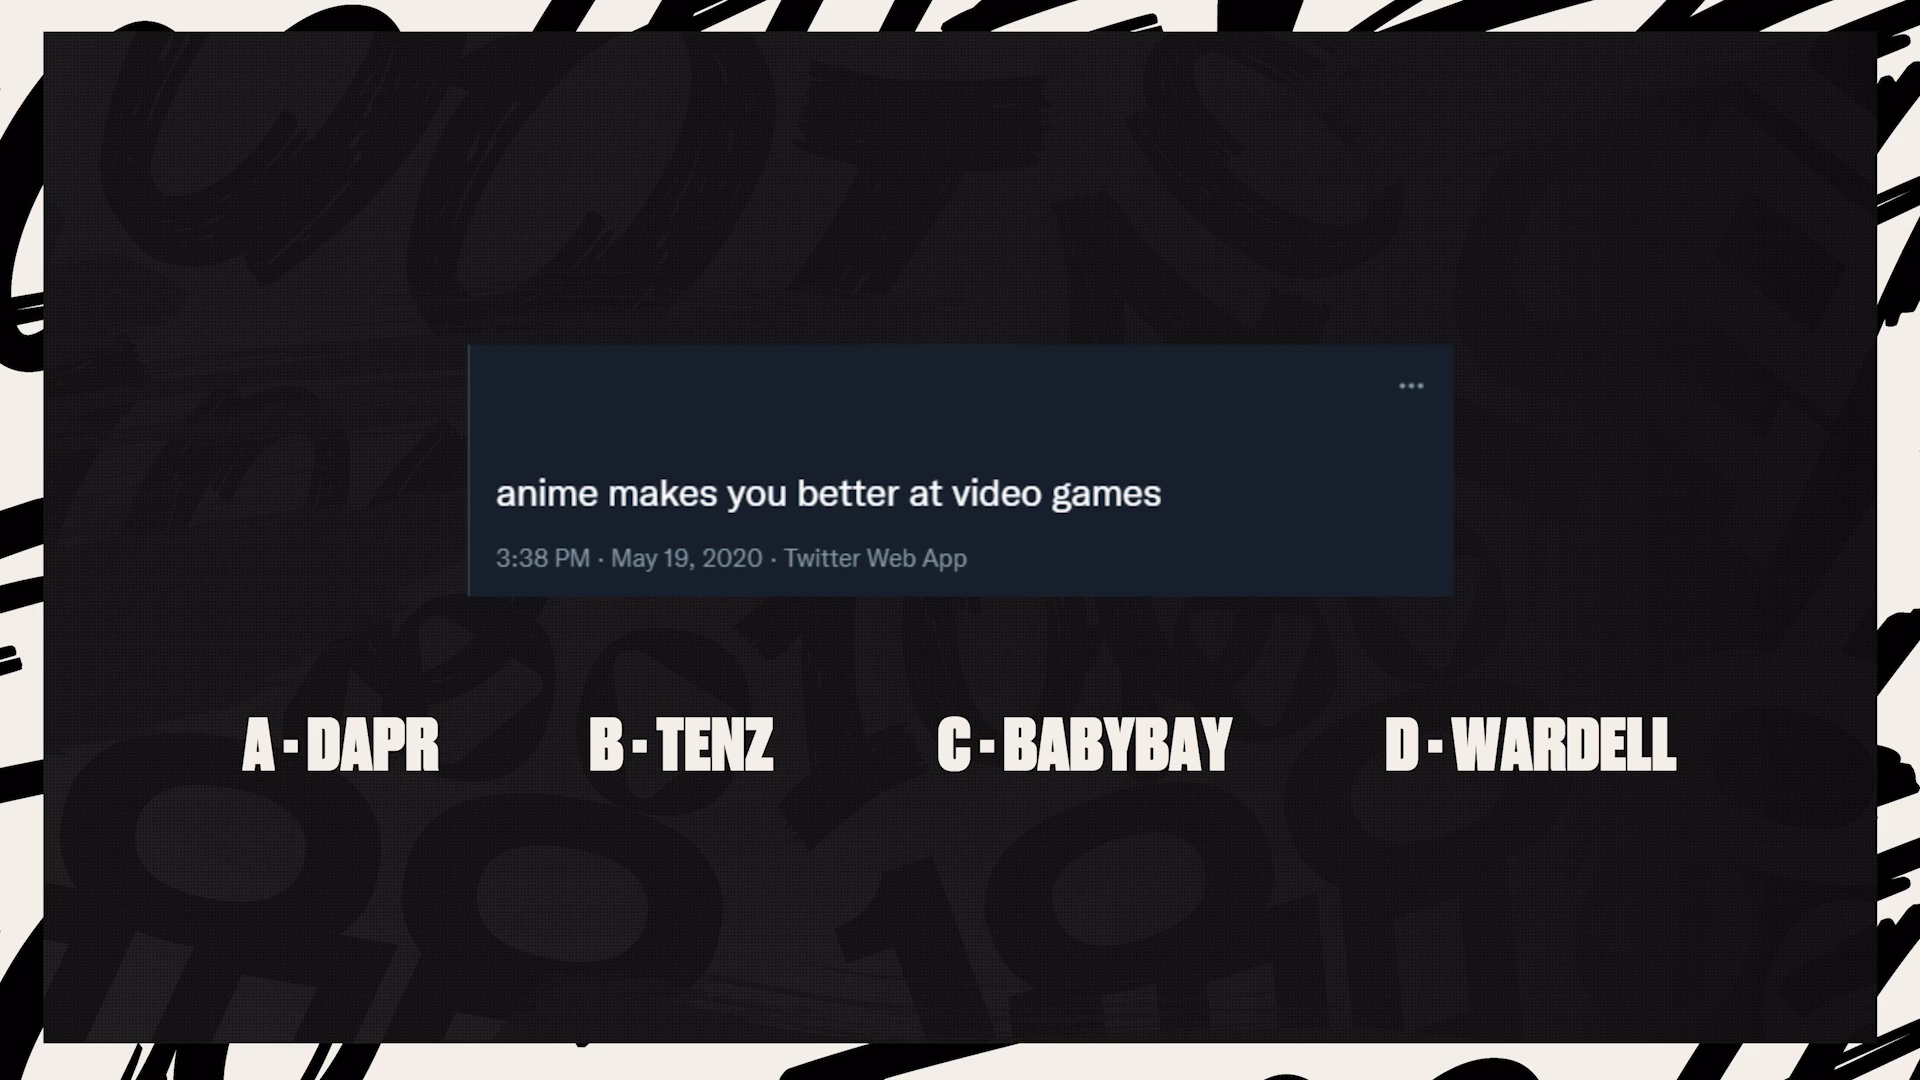 anime makes you better at video games
3:38 PM · May 19, 2020 · Twitter Web App
A - DAPR
B - TENZ
C - BABYBAY
D - WARDELL